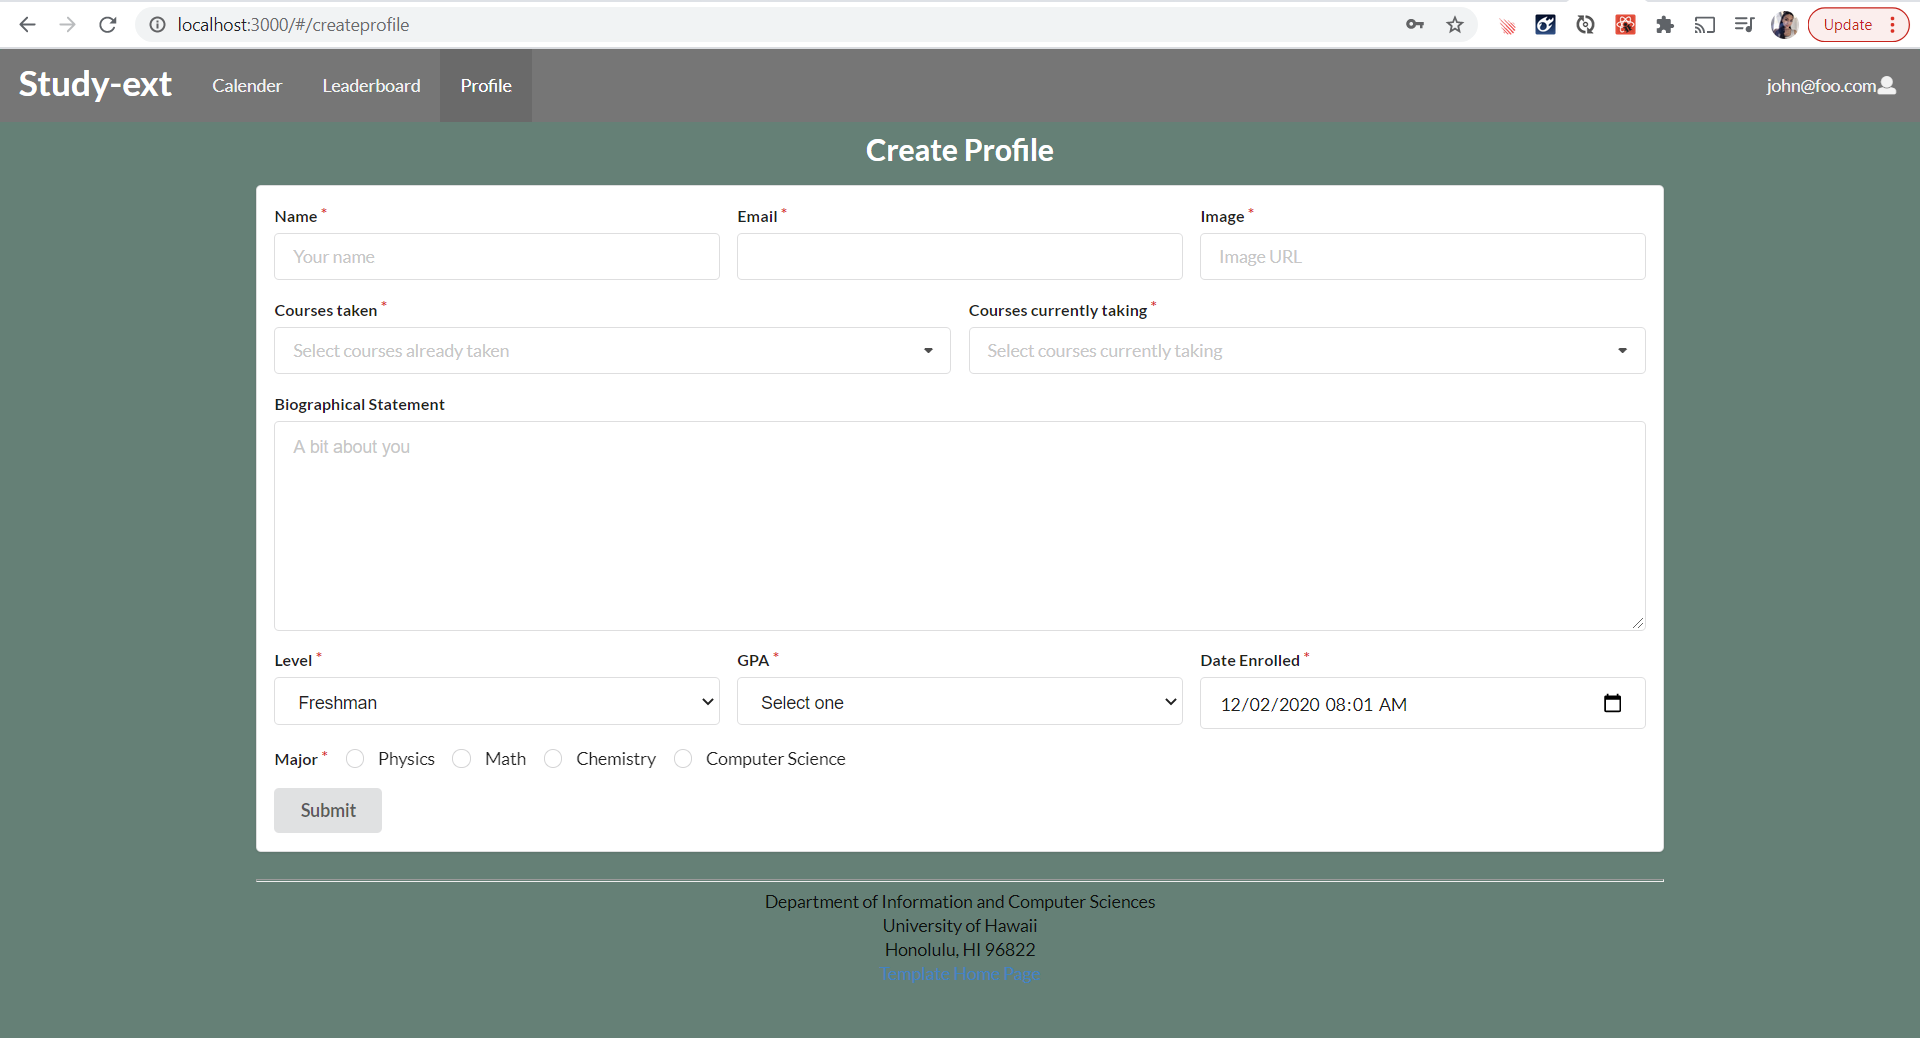 localhost:3000/#/createprofile
Update
Study-ext Calender Leaderboard Profile john@foo.com
Create Profile
Name * Email * Image *
Your name Image URL
Courses taken * Courses currently taking *
Select courses already taken Select courses currently taking
Biographical Statement
A bit about you
Level * GPA * Date Enrolled *
Freshman Select one 12/02/2020 08:01 AM
Major * Physics Math Chemistry Computer Science
Submit
Department of Information and Computer Sciences
University of Hawaii
Honolulu, HI 96822
Template Home Page